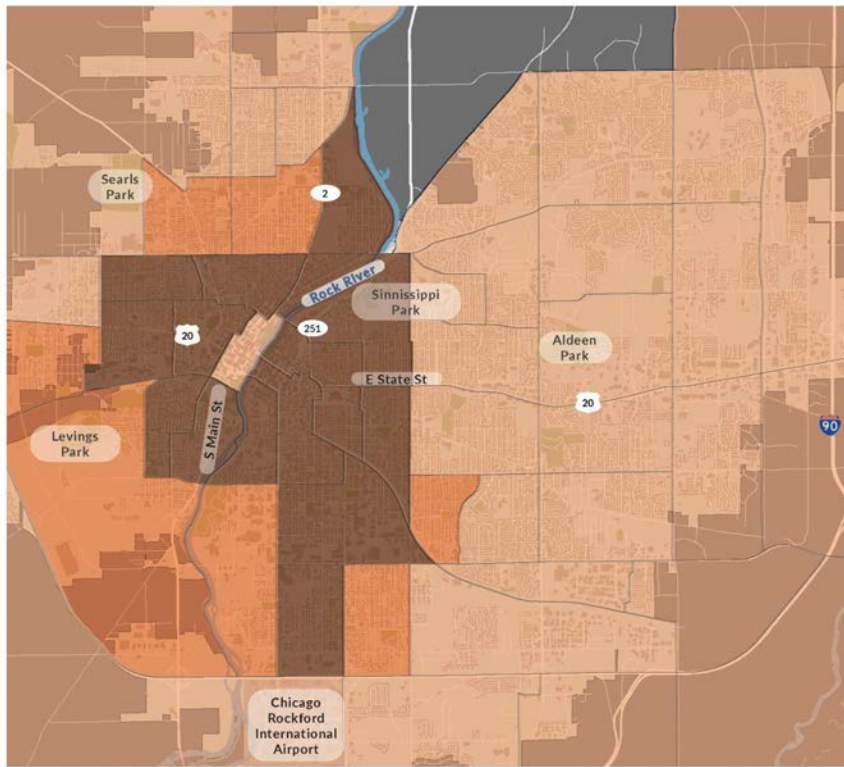 Searls
Park
2
Rock River
Sinnissippi
Park
20
251
Aldeen
Park
E State St
20
S Main St
90
Levings
Park
Chicago
Rockford
International
Airport